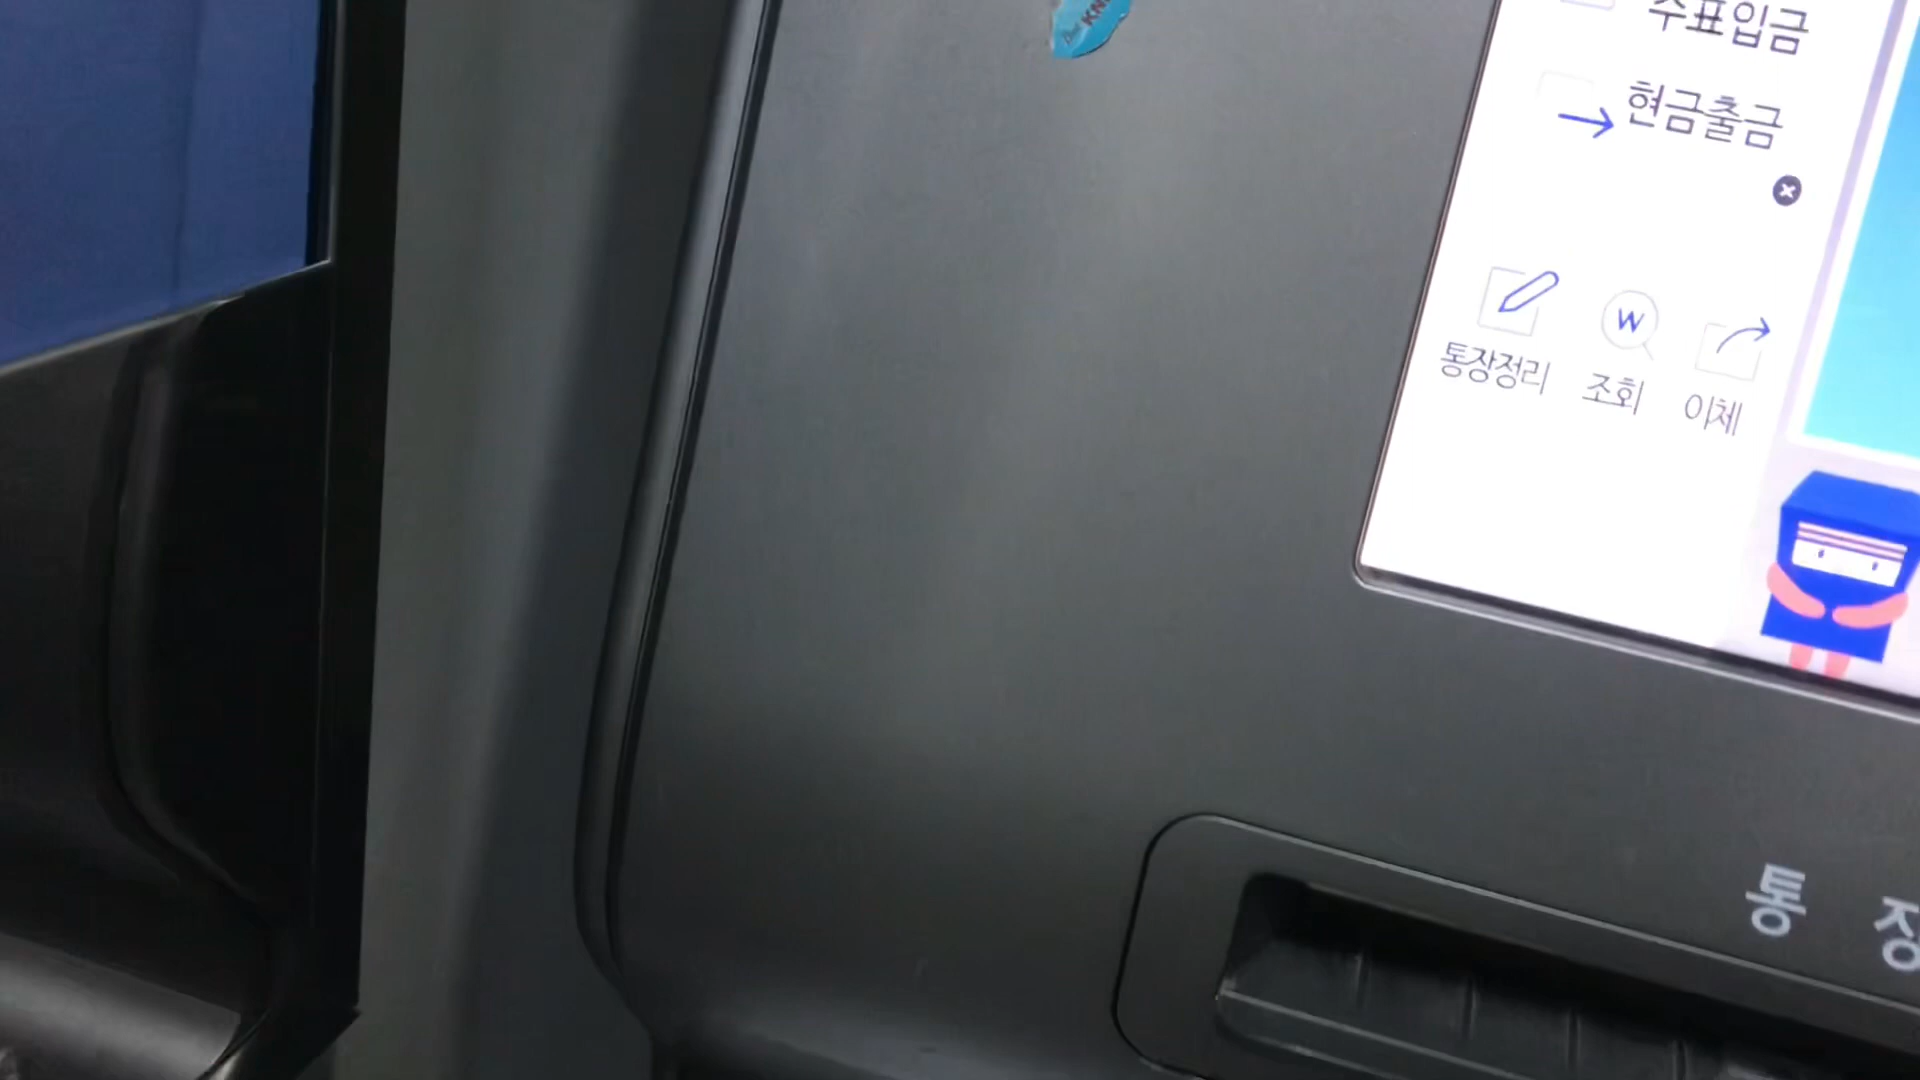 수표입금
현금출금
통장정리
조회
이체
통장